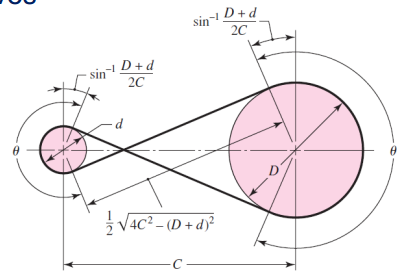 sin⁻¹ (D + d)/2C
sin⁻¹ (D + d)/2C
d
θ
D
θ
½ √4C² – (D + d)²
C